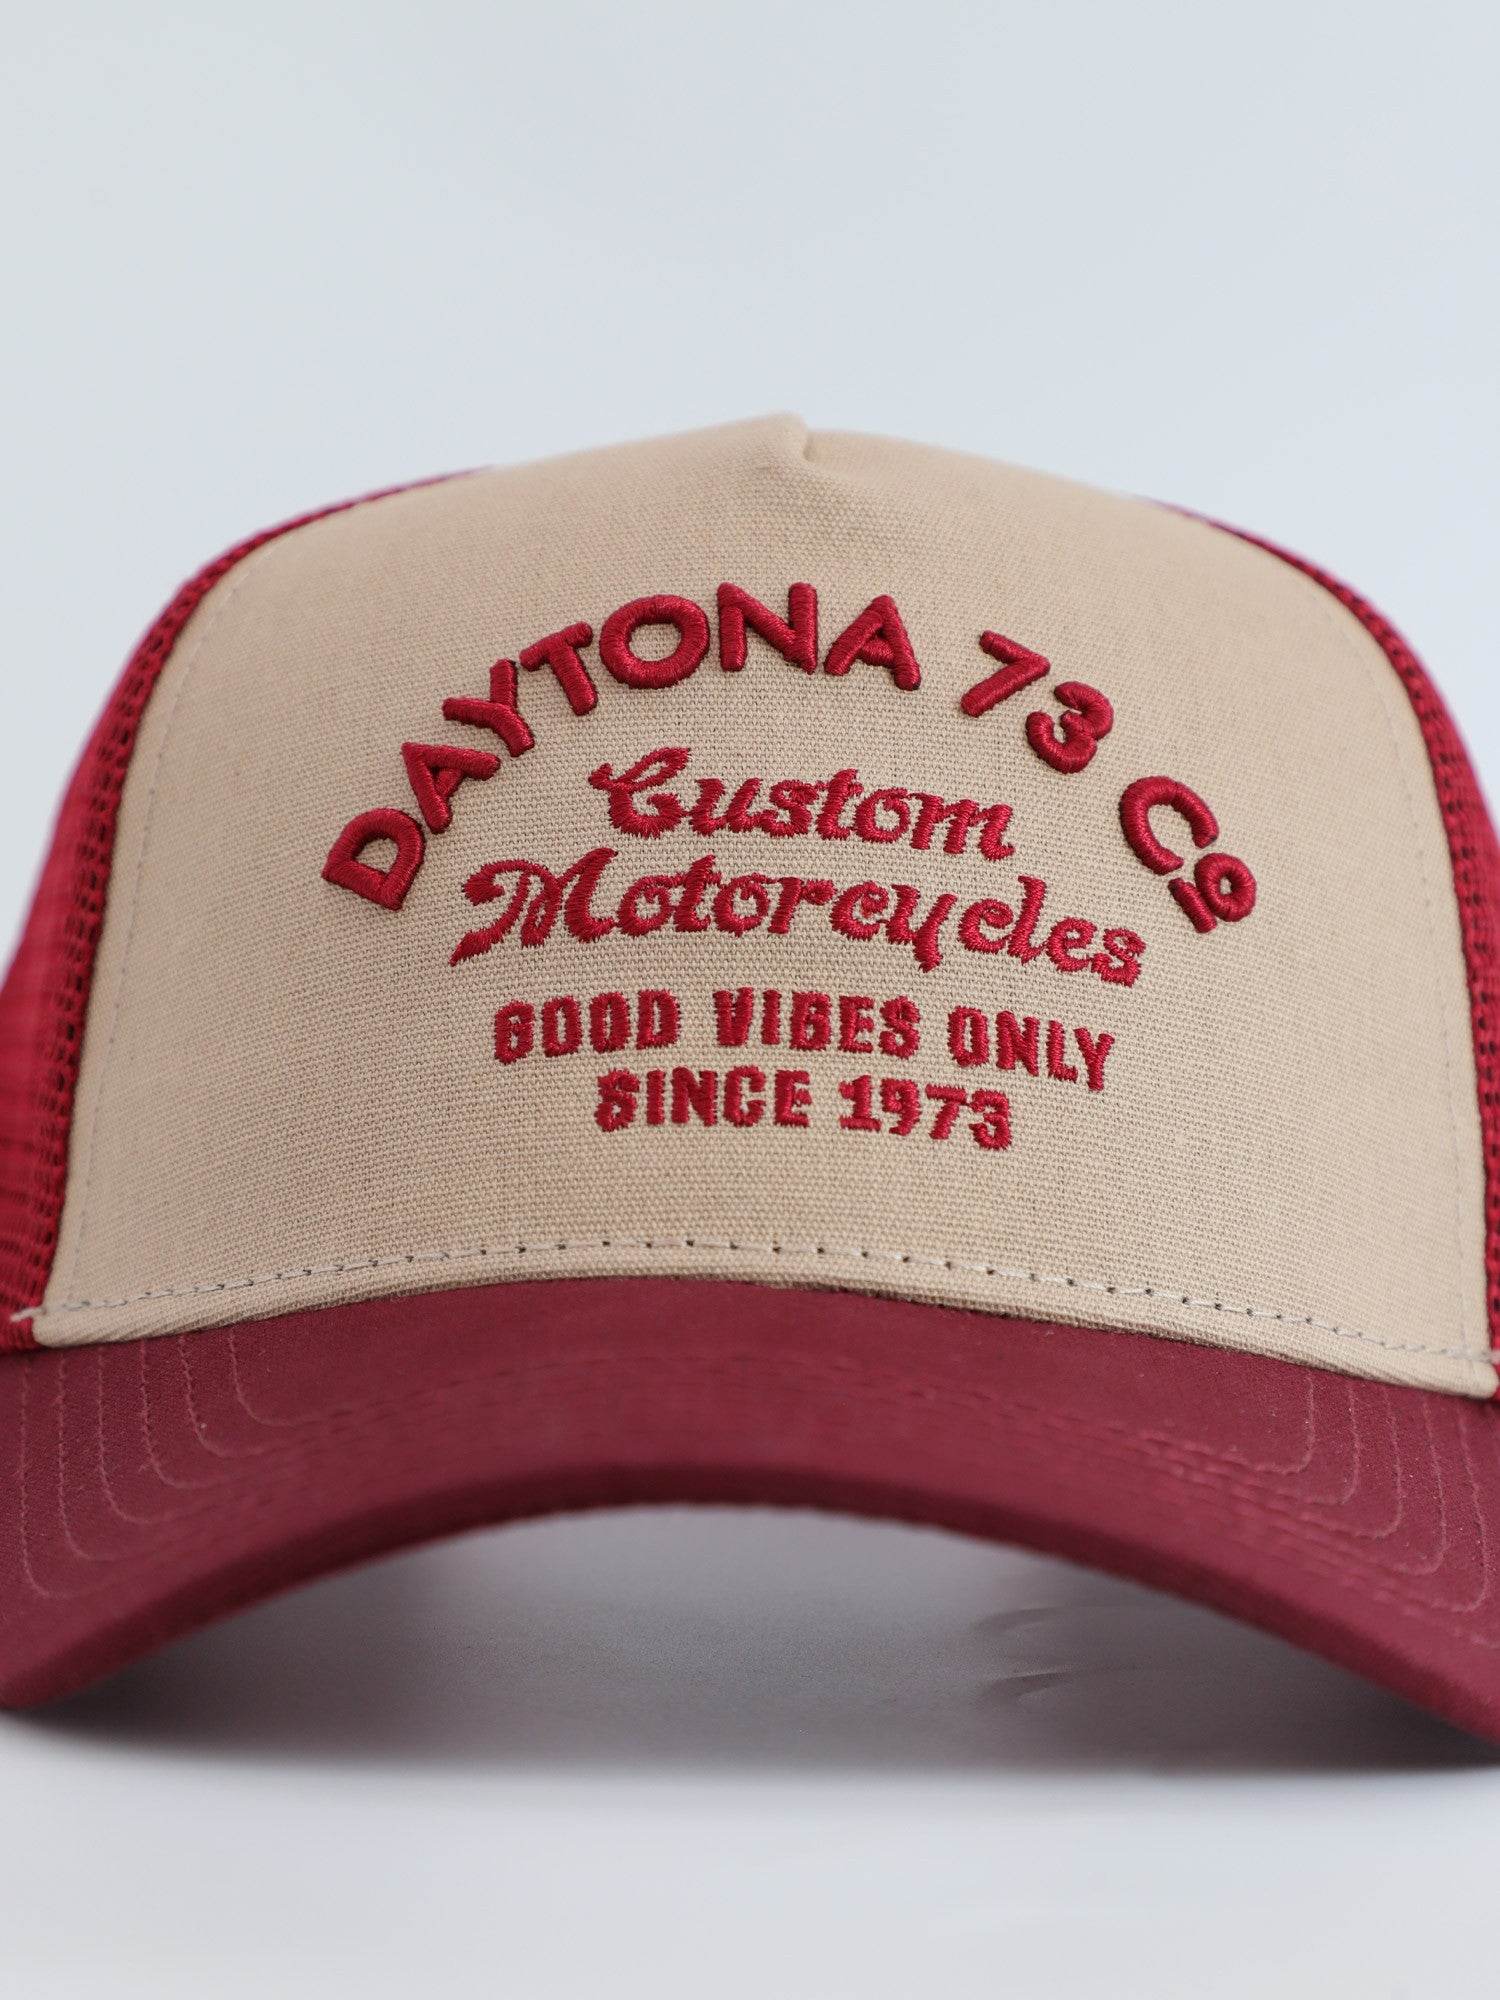 DAYTONA 73 Co
Custom
Motorcycles
GOOD VIBES ONLY
SINCE 1973